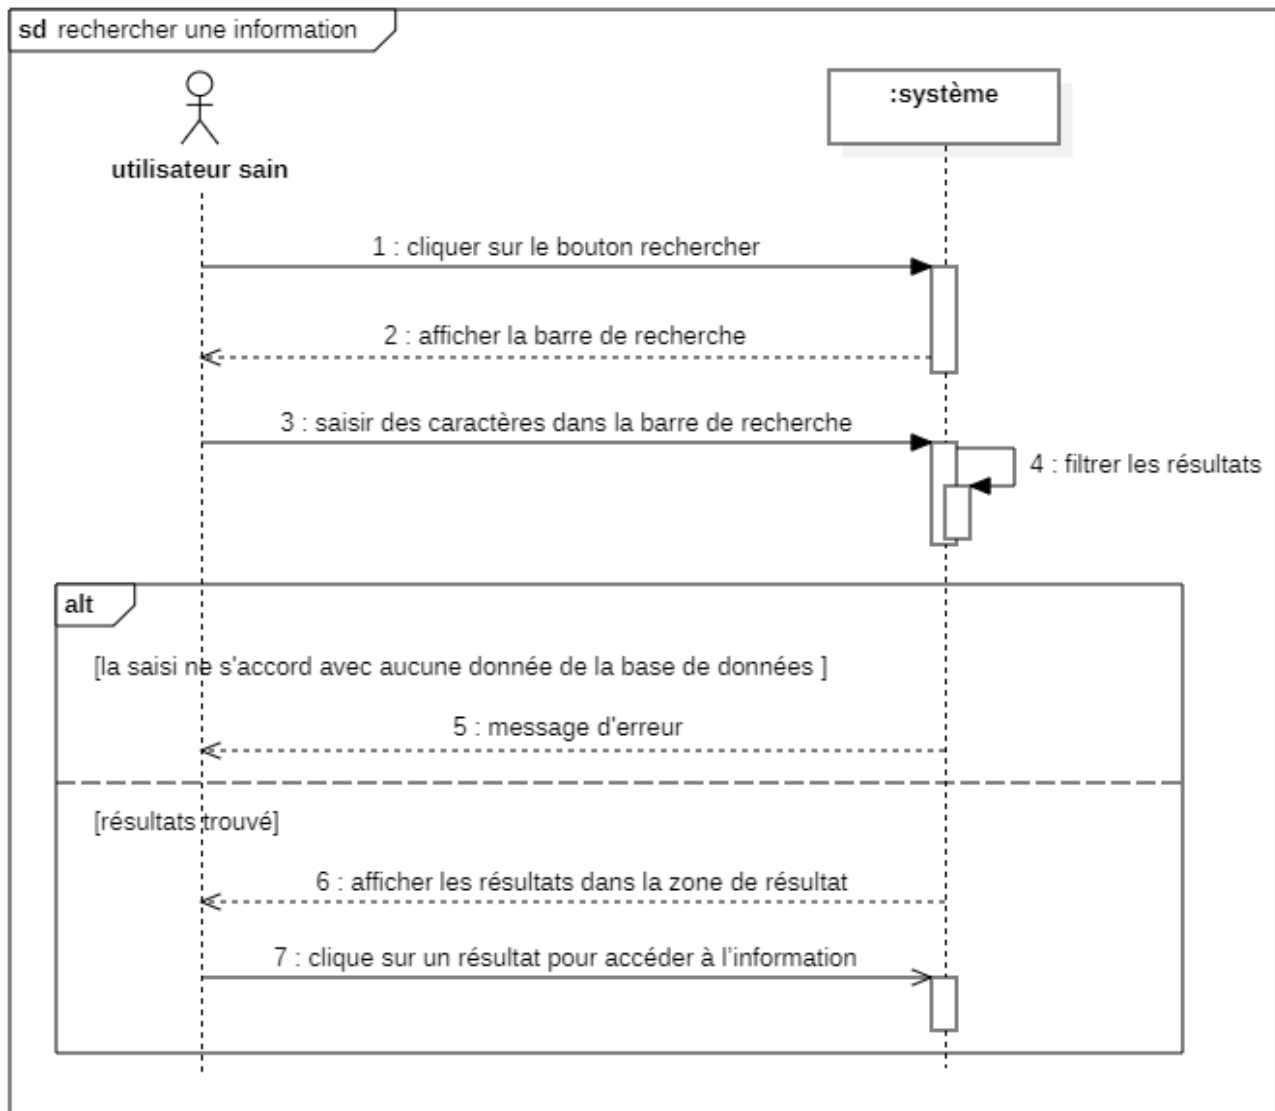 sd rechercher une information
:système
utilisateur sain
1 : cliquer sur le bouton rechercher
2 : afficher la barre de recherche
3 : saisir des caractères dans la barre de recherche
4 : filtrer les résultats
alt
[la saisi ne s'accord avec aucune donnée de la base de données ]
5 : message d'erreur
[résultats trouvé]
6 : afficher les résultats dans la zone de résultat
7 : clique sur un résultat pour accéder à l'information